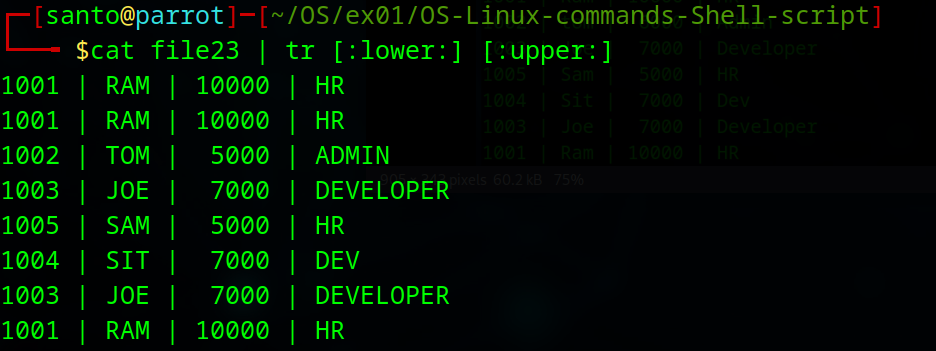 ┌─[santo@parrot]─[~/OS/ex01/OS-Linux-commands-Shell-script]
└──╼ $cat file23 | tr [:lower:] [:upper:]
1001 | RAM | 10000 | HR
1001 | RAM | 10000 | HR
1002 | TOM |  5000 | ADMIN
1003 | JOE |  7000 | DEVELOPER
1005 | SAM |  5000 | HR
1004 | SIT |  7000 | DEV
1003 | JOE |  7000 | DEVELOPER
1001 | RAM | 10000 | HR
7000 | Developer
1005 | Sam | 5000 | HR
1004 | Sit | 7000 | Dev
1003 | Joe | 7000 | Developer
1001 | Ram | 10000 | HR
pixels 60.2 kB 75%